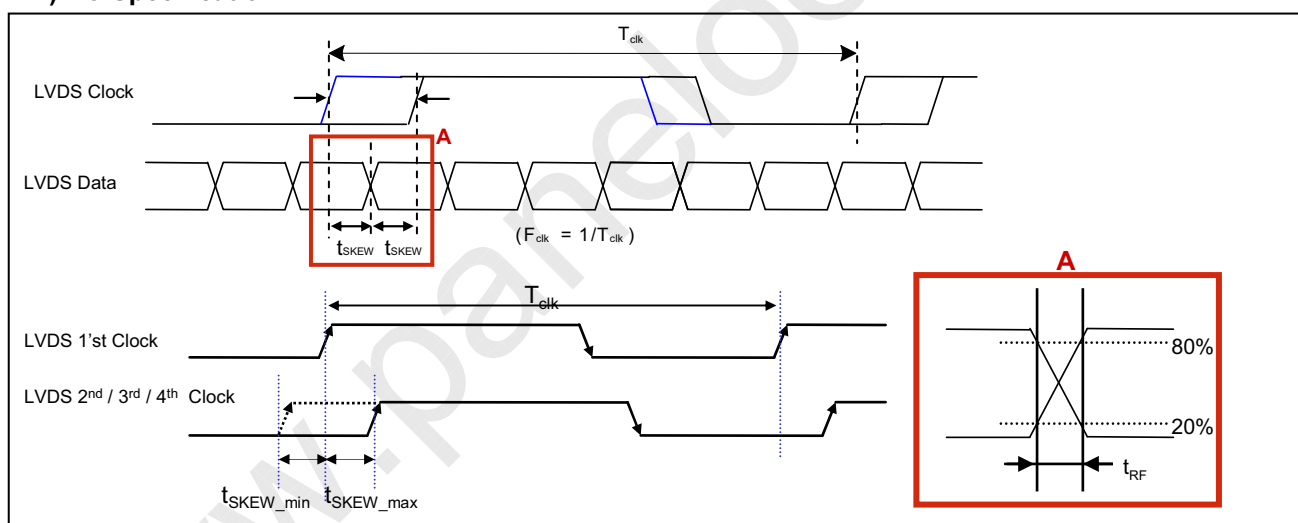 T_clk
LVDS Clock
A
LVDS Data
t_SKEW t_SKEW
(F_clk = 1/T_clk )
A
T_clk
LVDS 1'st Clock
80%
LVDS 2nd / 3rd / 4th Clock
20%
t_RF
t_SKEW_min t_SKEW_max